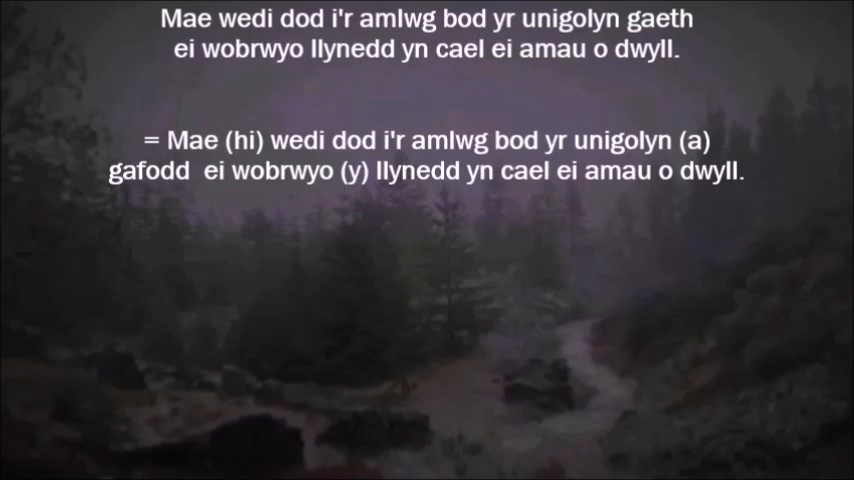 Mae wedi dod i'r amlwg bod yr unigolyn gaeth
ei wobrwyo llynedd yn cael ei amau o dwyll.
= Mae (hi) wedi dod i'r amlwg bod yr unigolyn (a)
gafodd ei wobrwyo (y) llynedd yn cael ei amau o dwyll.